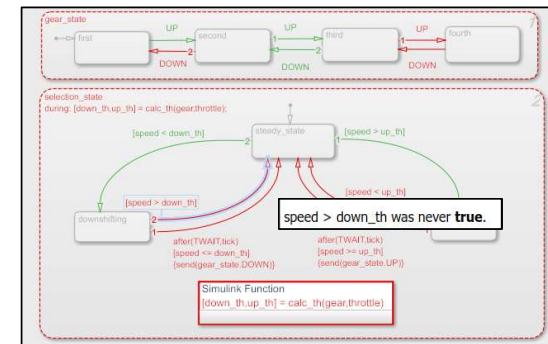 gear_state
1
first
UP
2
second
DOWN
UP
1
2
third
DOWN
UP
1
2
fourth
DOWN
selection_state
2
during: [down_th,up_th] = calc_th(gear,throttle);
[speed < down_th]
2
steady_state
1
[speed > up_th]
[speed > down_th]
[speed < up_th]
downshifting
2
1
speed > down_th was never true.
after(TWAIT,tick)
[speed <= down_th]
{send(gear_state.DOWN)}
after(TWAIT,tick)
[speed >= up_th]
{send(gear_state.UP)}
1
Simulink Function
[down_th,up_th] = calc_th(gear,throttle)